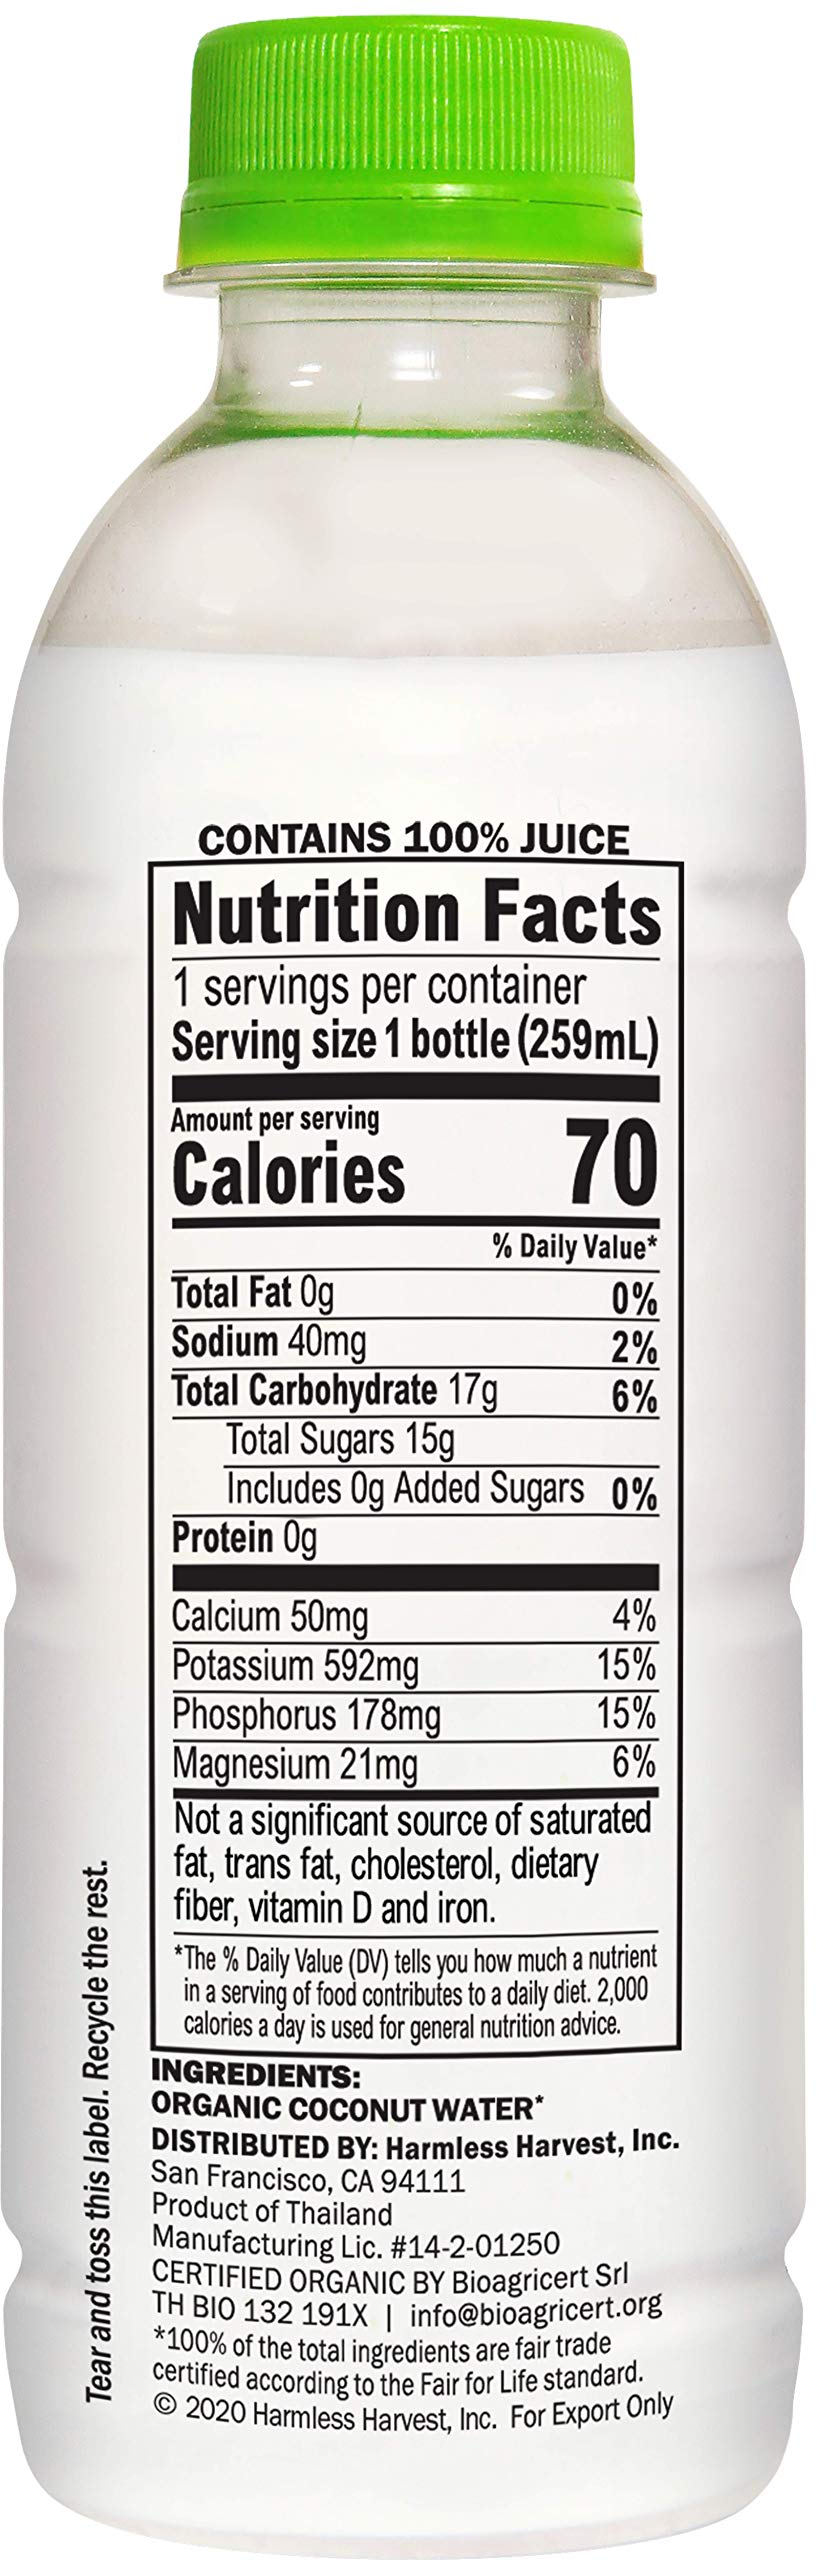 CONTAINS 100% JUICE
Nutrition Facts
1 servings per container
Serving size 1 bottle (259mL)
Amount per serving
Calories 70
% Daily Value*
Total Fat 0g 0%
Sodium 40mg 2%
Total Carbohydrate 17g 6%
Total Sugars 15g
Includes 0g Added Sugars 0%
Protein 0g
Calcium 50mg 4%
Potassium 592mg 15%
Phosphorus 178mg 15%
Magnesium 21mg 6%
Not a significant source of saturated
fat, trans fat, cholesterol, dietary
fiber, vitamin D and iron.
*The % Daily Value (DV) tells you how much a nutrient
in a serving of food contributes to a daily diet. 2,000
calories a day is used for general nutrition advice.
INGREDIENTS:
ORGANIC COCONUT WATER*
DISTRIBUTED BY: Harmless Harvest, Inc.
San Francisco, CA 94111
Product of Thailand
Manufacturing Lic. #14-2-01250
CERTIFIED ORGANIC BY Bioagricert Srl
TH BIO 132 191X | info@bioagricert.org
*100% of the total ingredients are fair trade
certified according to the Fair for Life standard.
© 2020 Harmless Harvest, Inc. For Export Only
Tear and toss this label. Recycle the rest.